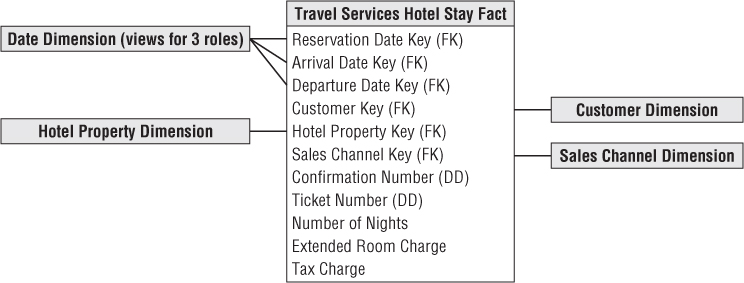 Travel Services Hotel Stay Fact
Date Dimension (views for 3 roles)
Reservation Date Key (FK)
Arrival Date Key (FK)
Departure Date Key (FK)
Customer Key (FK)
Customer Dimension
Hotel Property Dimension
Hotel Property Key (FK)
Sales Channel Key (FK)
Sales Channel Dimension
Confirmation Number (DD)
Ticket Number (DD)
Number of Nights
Extended Room Charge
Tax Charge